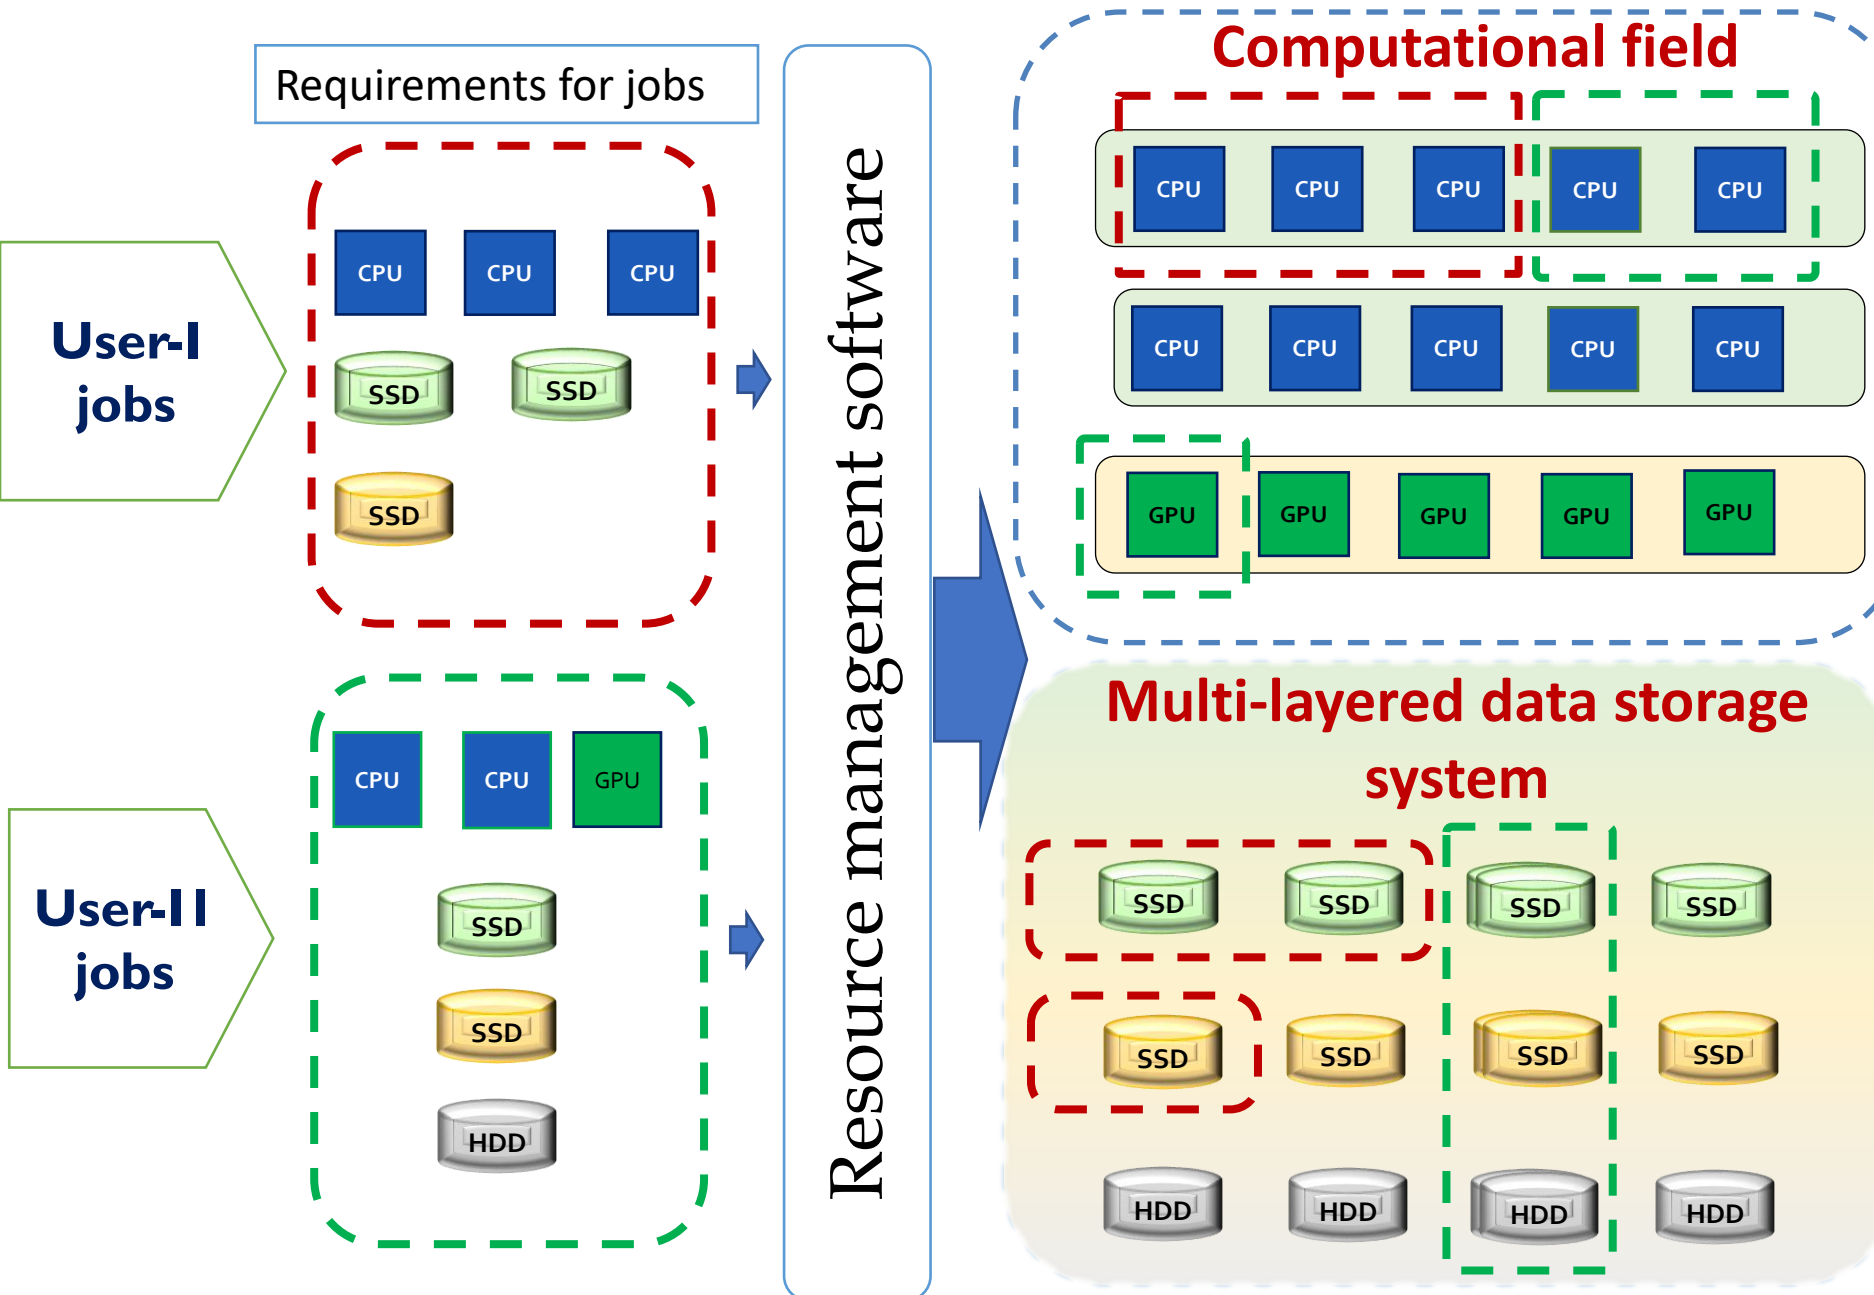 Requirements for jobs
User-I
jobs
CPU CPU CPU
SSD SSD
SSD
User-II
jobs
CPU CPU GPU
SSD
SSD
HDD
Resource management software
Computational field
CPU CPU CPU CPU CPU
CPU CPU CPU CPU CPU
GPU GPU GPU GPU GPU
Multi-layered data storage
system
SSD SSD SSD SSD
SSD SSD SSD SSD
HDD HDD HDD HDD